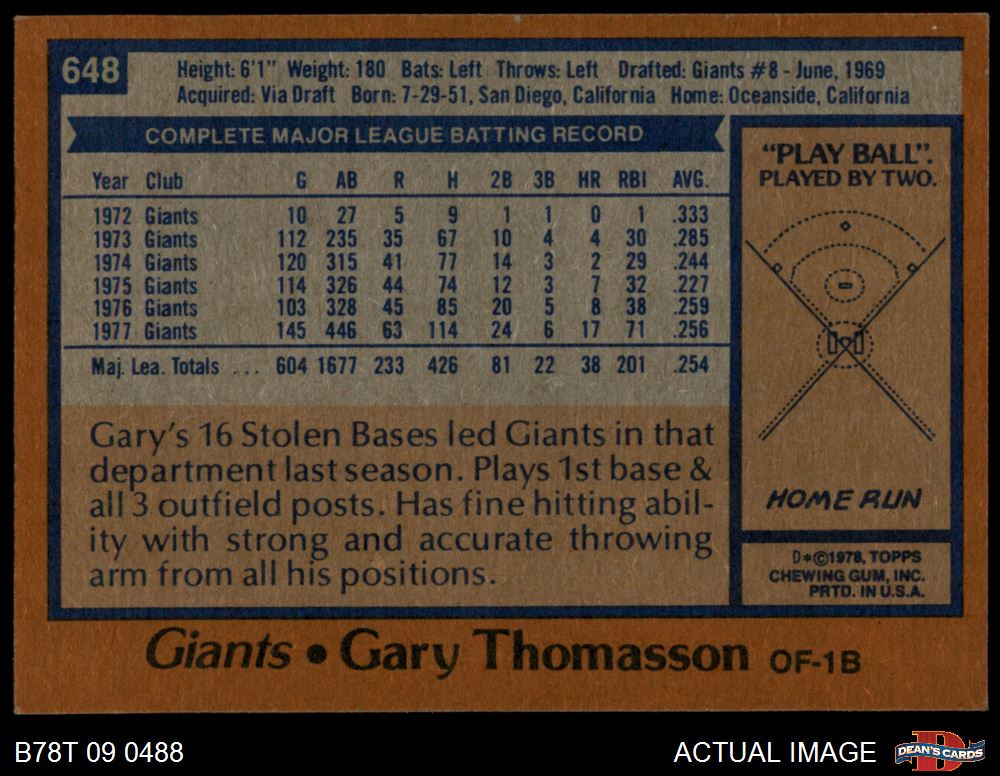 648
Height: 6'1" Weight: 180 Bats: Left Throws: Left Drafted: Giants #8 - June, 1969
Acquired: Via Draft Born: 7-29-51, San Diego, California Home: Oceanside, California
COMPLETE MAJOR LEAGUE BATTING RECORD
Year Club G AB R H 2B 3B HR RBI AVG.
1972 Giants 10 27 5 9 1 1 0 1 .333
1973 Giants 112 235 35 67 10 4 4 30 .285
1974 Giants 120 315 41 77 14 3 2 29 .244
1975 Giants 114 326 44 74 12 3 7 32 .227
1976 Giants 103 328 45 85 20 5 8 38 .259
1977 Giants 145 446 63 114 24 6 17 71 .256
Maj. Lea. Totals ... 604 1677 233 426 81 22 38 201 .254
Gary's 16 Stolen Bases led Giants in that
department last season. Plays 1st base &
all 3 outfield posts. Has fine hitting abil-
ity with strong and accurate throwing
arm from all his positions.
"PLAY BALL".
PLAYED BY TWO.
HOME RUN
D*©1978, TOPPS
CHEWING GUM, INC.
PRTD. IN U.S.A.
Giants • Gary Thomasson OF-1B
B78T 09 0488
ACTUAL IMAGE
DEAN'S CARDS